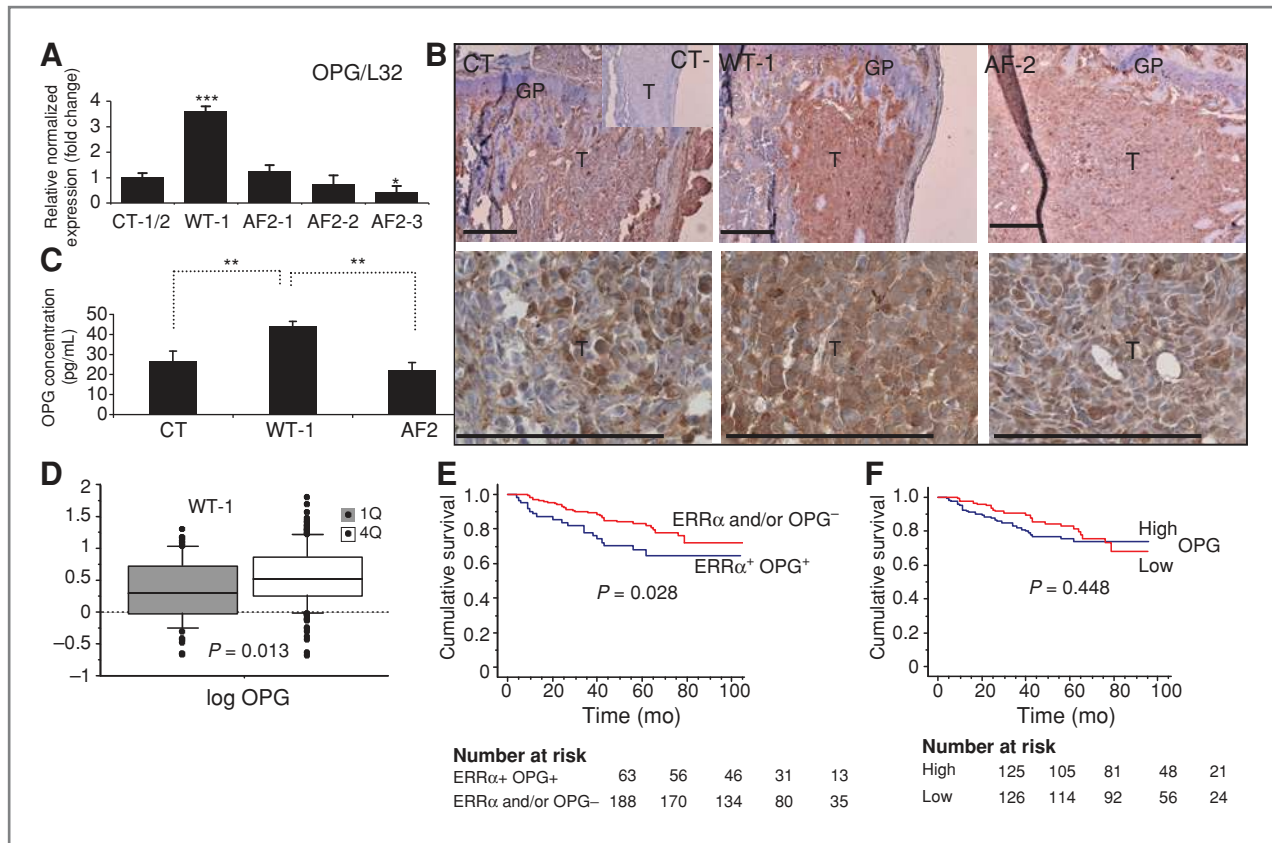 A
OPG/L32
Relative normalized
expression (fold change)
4
3
2
1
0
***
*
CT-1/2 WT-1 AF2-1 AF2-2 AF2-3
B
CT
GP
T
CT-
T
WT-1
GP
T
AF-2
GP
T
T
T
T
C
OPG concentration
(pg/mL)
50
40
30
20
10
0
**
**
CT WT-1 AF2
D
2
1.5
1
0.5
0
−0.5
−1
WT-1
1Q
4Q
P = 0.013
log OPG
E
Cumulative survival
1.0
0.8
0.6
0.4
0.2
0
ERRα and/or OPG−
ERRα+ OPG+
P = 0.028
0 20 40 60 80 100
Time (mo)
Number at risk
ERRα+ OPG+ 63 56 46 31 13
ERRα and/or OPG− 188 170 134 80 35
F
Cumulative survival
1.0
0.8
0.6
0.4
0.2
0
High
Low
OPG
P = 0.448
0 20 40 60 80 100
Time (mo)
Number at risk
High 125 105 81 48 21
Low 126 114 92 56 24